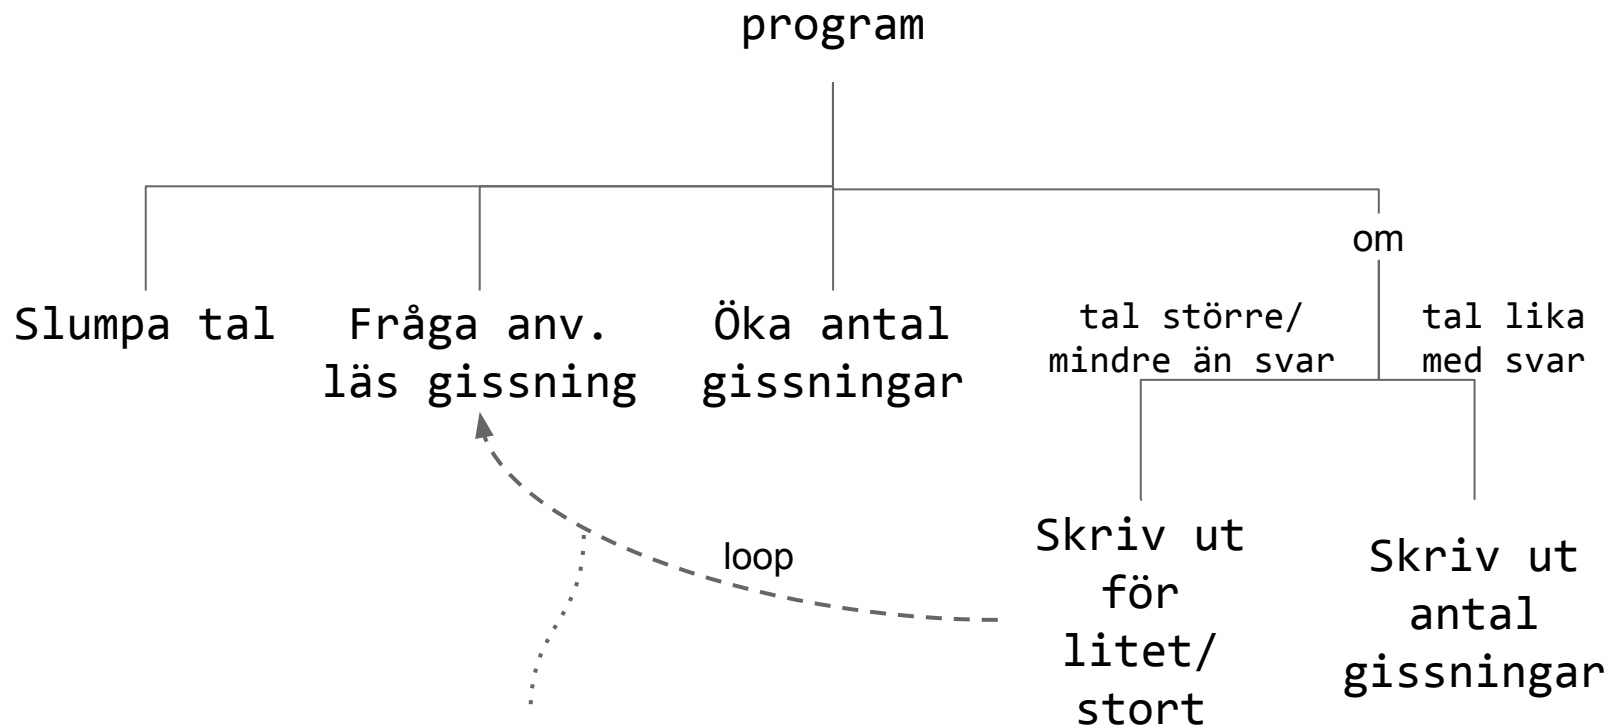 program
om
Slumpa tal
Fråga anv.
läs gissning
Öka antal
gissningar
tal större/
mindre än svar
tal lika
med svar
loop
Skriv ut
för
litet/
stort
Skriv ut
antal
gissningar